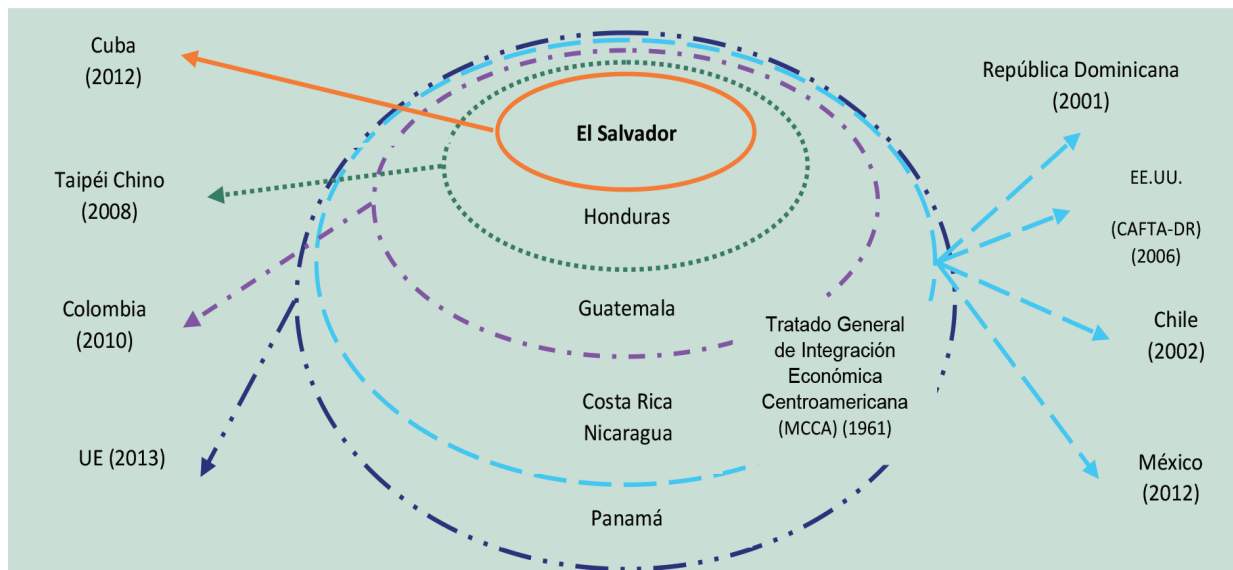 Cuba
(2012)
Taipéi Chino
(2008)
Colombia
(2010)
UE (2013)
El Salvador
Honduras
Guatemala
Costa Rica
Nicaragua
Panamá
Tratado General
de Integración
Económica
Centroamericana
(MCCA) (1961)
República Dominicana
(2001)
EE.UU.
(CAFTA-DR)
(2006)
Chile
(2002)
México
(2012)